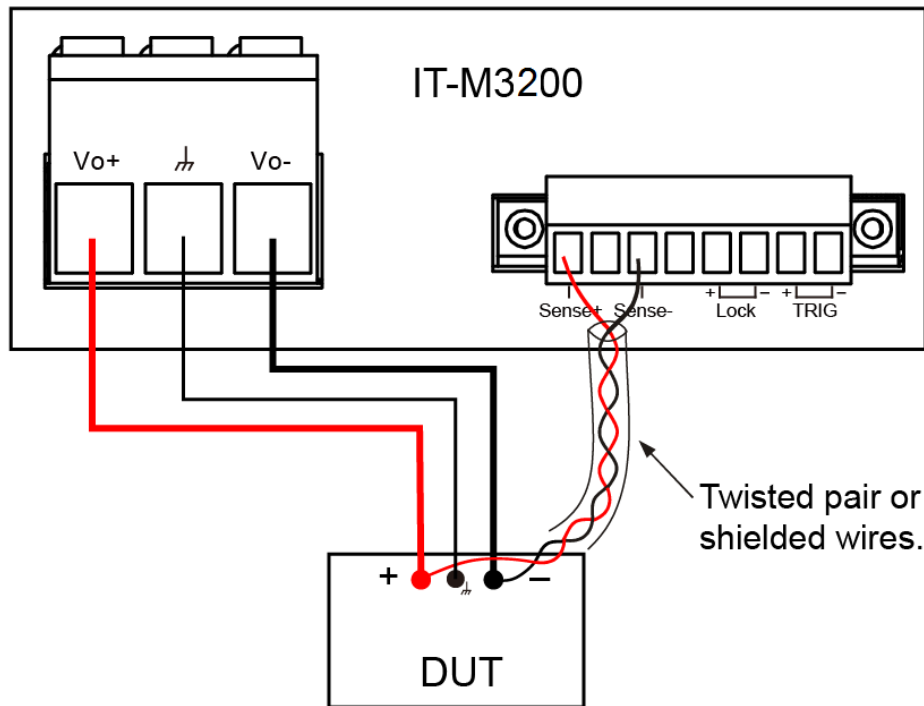 IT-M3200
Vo+
Vo-
Sense+
Sense-
+
−
Lock
+
−
TRIG
Twisted pair or
shielded wires.
+
−
DUT